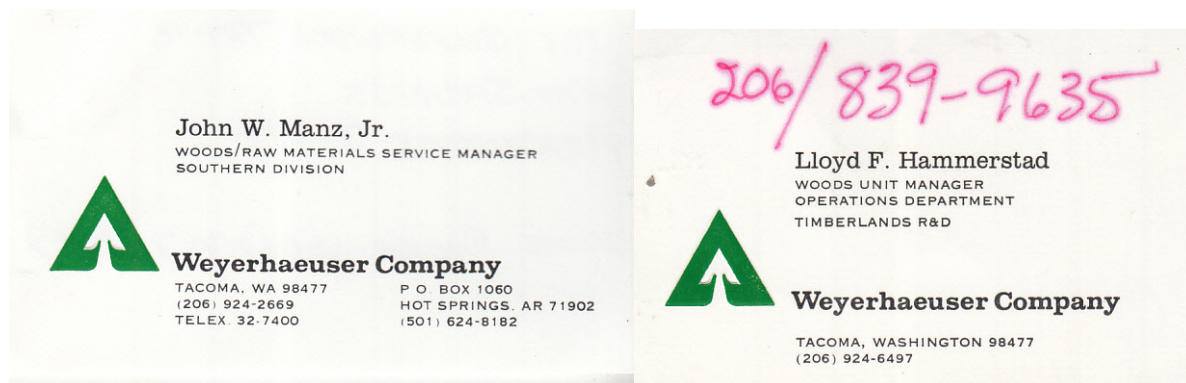 John W. Manz, Jr.
WOODS/RAW MATERIALS SERVICE MANAGER
SOUTHERN DIVISION
Weyerhaeuser Company
TACOMA, WA 98477
(206) 924-2669
TELEX. 32-7400
P.O. BOX 1060
HOT SPRINGS, AR 71902
(501) 624-8182
206/839-9635
Lloyd F. Hammerstad
WOODS UNIT MANAGER
OPERATIONS DEPARTMENT
TIMBERLANDS R&D
Weyerhaeuser Company
TACOMA, WASHINGTON 98477
(206) 924-6497